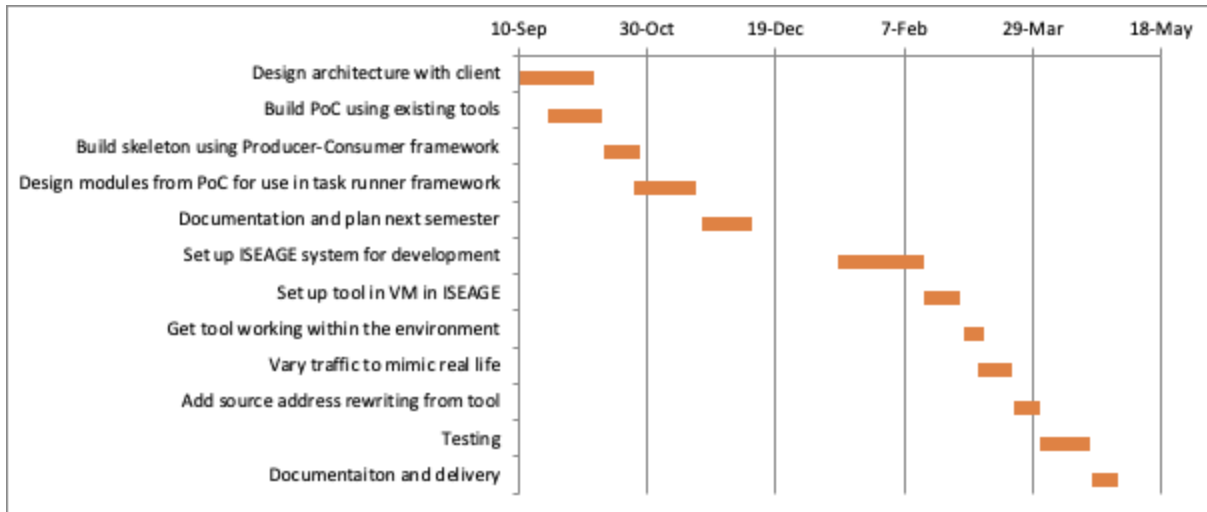 10-Sep 30-Oct 19-Dec 7-Feb 29-Mar 18-May
Design architecture with client
Build PoC using existing tools
Build skeleton using Producer-Consumer framework
Design modules from PoC for use in task runner framework
Documentation and plan next semester
Set up ISEAGE system for development
Set up tool in VM in ISEAGE
Get tool working within the environment
Vary traffic to mimic real life
Add source address rewriting from tool
Testing
Documentaiton and delivery